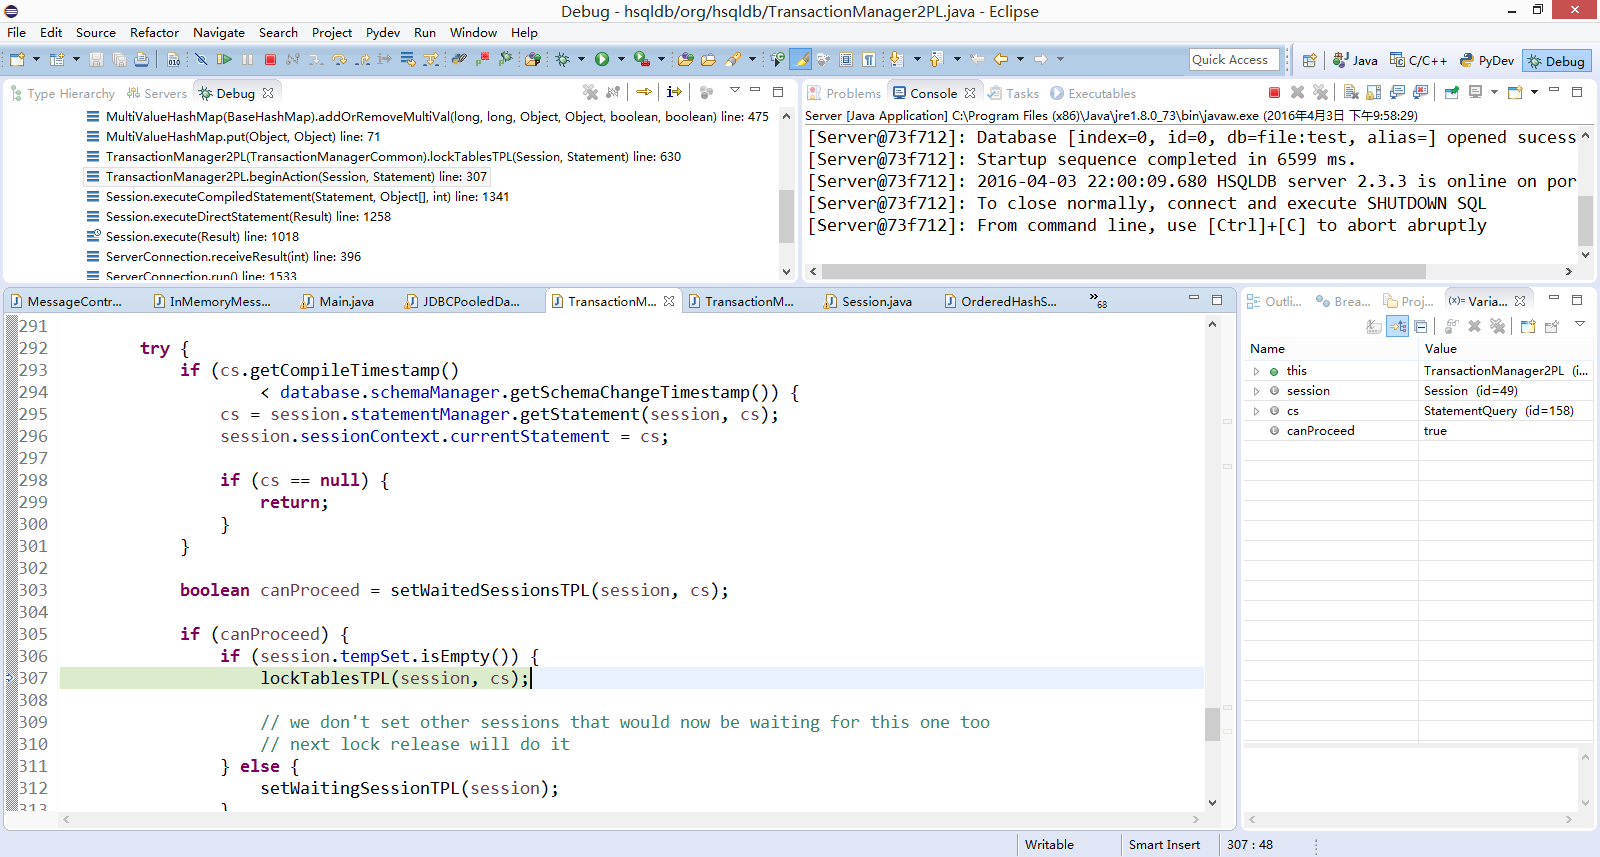 Debug - hsqldb/org/hsqldb/TransactionManager2PL.java - Eclipse
File Edit Source Refactor Navigate Search Project Pydev Run Window Help
Quick Access Java C/C++ PyDev Debug
Type Hierarchy Servers Debug
MultiValueHashMap(BaseHashMap).addOrRemoveMultiVal(long, long, Object, Object, boolean, boolean) line: 475
MultiValueHashMap.put(Object, Object) line: 71
TransactionManager2PL(TransactionManagerCommon).lockTablesTPL(Session, Statement) line: 630
TransactionManager2PL.beginAction(Session, Statement) line: 307
Session.executeCompiledStatement(Statement, Object[], int) line: 1341
Session.executeDirectStatement(Result) line: 1258
Session.execute(Result) line: 1018
ServerConnection.receiveResult(int) line: 396
ServerConnection.run() line: 1533
Problems Console Tasks Executables
Server [Java Application] C:\Program Files (x86)\Java\jre1.8.0_73\bin\javaw.exe (2016年4月3日 下午9:58:29)
[Server@73f712]: Database [index=0, id=0, db=file:test, alias=] opened sucess
[Server@73f712]: Startup sequence completed in 6599 ms.
[Server@73f712]: 2016-04-03 22:00:09.680 HSQLDB server 2.3.3 is online on por
[Server@73f712]: To close normally, connect and execute SHUTDOWN SQL
[Server@73f712]: From command line, use [Ctrl]+[C] to abort abruptly
MessageContr... InMemoryMess... Main.java JDBCPooledDa... TransactionM... TransactionM... Session.java OrderedHashS... »68
291
292 try {
293 if (cs.getCompileTimestamp()
294 < database.schemaManager.getSchemaChangeTimestamp()) {
295 cs = session.statementManager.getStatement(session, cs);
296 session.sessionContext.currentStatement = cs;
297
298 if (cs == null) {
299 return;
300 }
301 }
302
303 boolean canProceed = setWaitedSessionsTPL(session, cs);
304
305 if (canProceed) {
306 if (session.tempSet.isEmpty()) {
307 lockTablesTPL(session, cs);
308
309 // we don't set other sessions that would now be waiting for this one too
310 // next lock release will do it
311 } else {
312 setWaitingSessionTPL(session);
313 }
Outli... Brea... Proj... (x)= Varia...
Name Value
this TransactionManager2PL (i...
session Session (id=49)
cs StatementQuery (id=158)
canProceed true
Writable Smart Insert 307 : 48